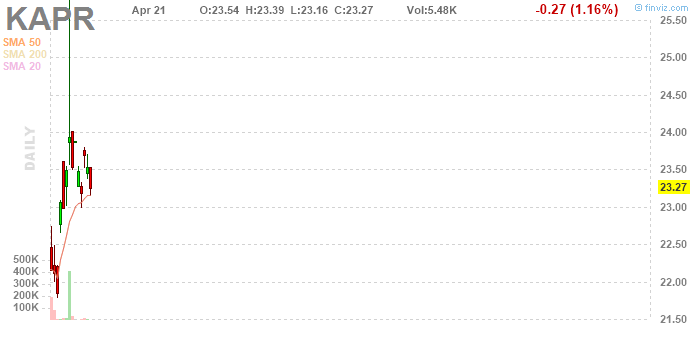 KAPR Apr 21 O:23.54 H:23.39 L:23.16 C:23.27 Vol:5.48K -0.27 (1.16%) © finviz.com
SMA 50
SMA 200
SMA 20
DAILY
25.50
25.00
24.50
24.00
23.50
23.27
23.00
22.50
22.00
21.50
500K
400K
300K
200K
100K